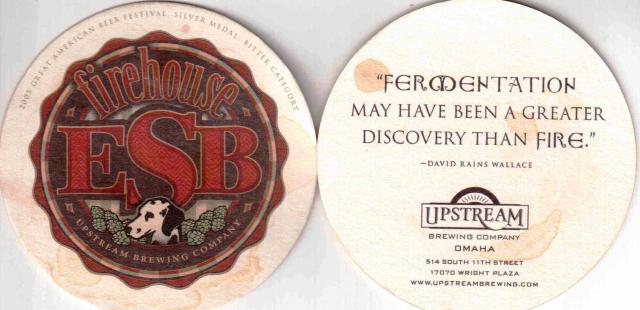 2003 GREAT AMERICAN BEER FESTIVAL, SILVER MEDAL, BITTER CATEGORY
firehouse
ESB
UPSTREAM BREWING COMPANY
"FERMENTATION
MAY HAVE BEEN A GREATER
DISCOVERY THAN FIRE."
~DAVID RAINS WALLACE
UPSTREAM
BREWING COMPANY
OMAHA
514 SOUTH 11TH STREET
17070 WRIGHT PLAZA
WWW.UPSTREAMBREWING.COM